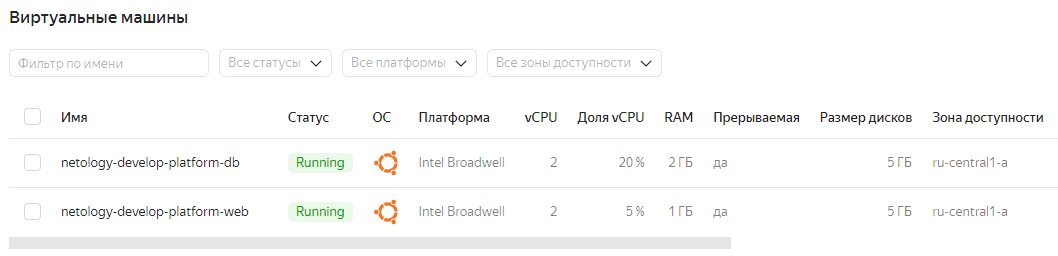 Виртуальные машины
Фильтр по имени Все статусы Все платформы Все зоны доступности
Имя Статус ОС Платформа vCPU Доля vCPU RAM Прерываемая Размер дисков Зона доступности
netology-develop-platform-db Running Intel Broadwell 2 20 % 2 ГБ да 5 ГБ ru-central1-a
netology-develop-platform-web Running Intel Broadwell 2 5 % 1 ГБ да 5 ГБ ru-central1-a